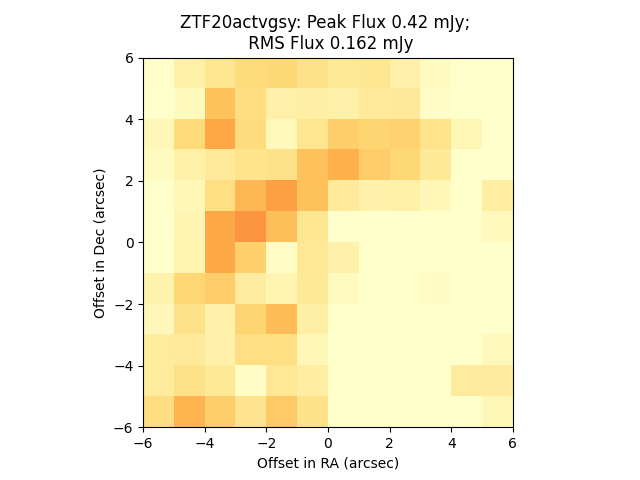 ZTF20actvgsy: Peak Flux 0.42 mJy;
RMS Flux 0.162 mJy
6
4
2
0
−2
−4
−6
Offset in Dec (arcsec)
−6 −4 −2 0 2 4 6
Offset in RA (arcsec)